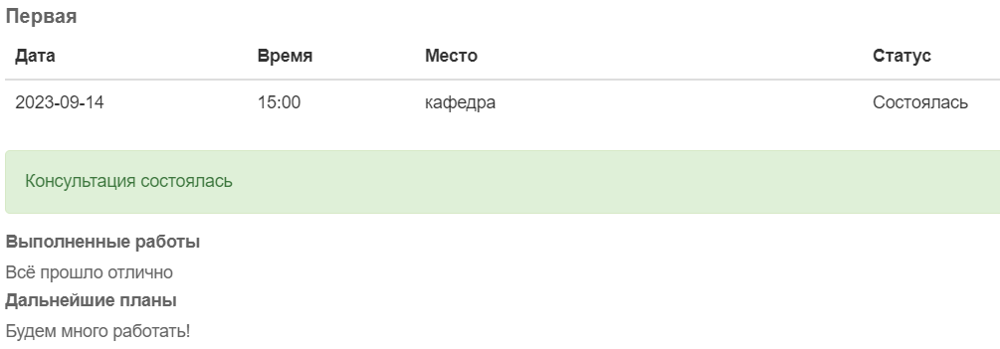 Первая
Дата Время Место Статус
2023-09-14 15:00 кафедра Состоялась
Консультация состоялась
Выполненные работы
Всё прошло отлично
Дальнейшие планы
Будем много работать!